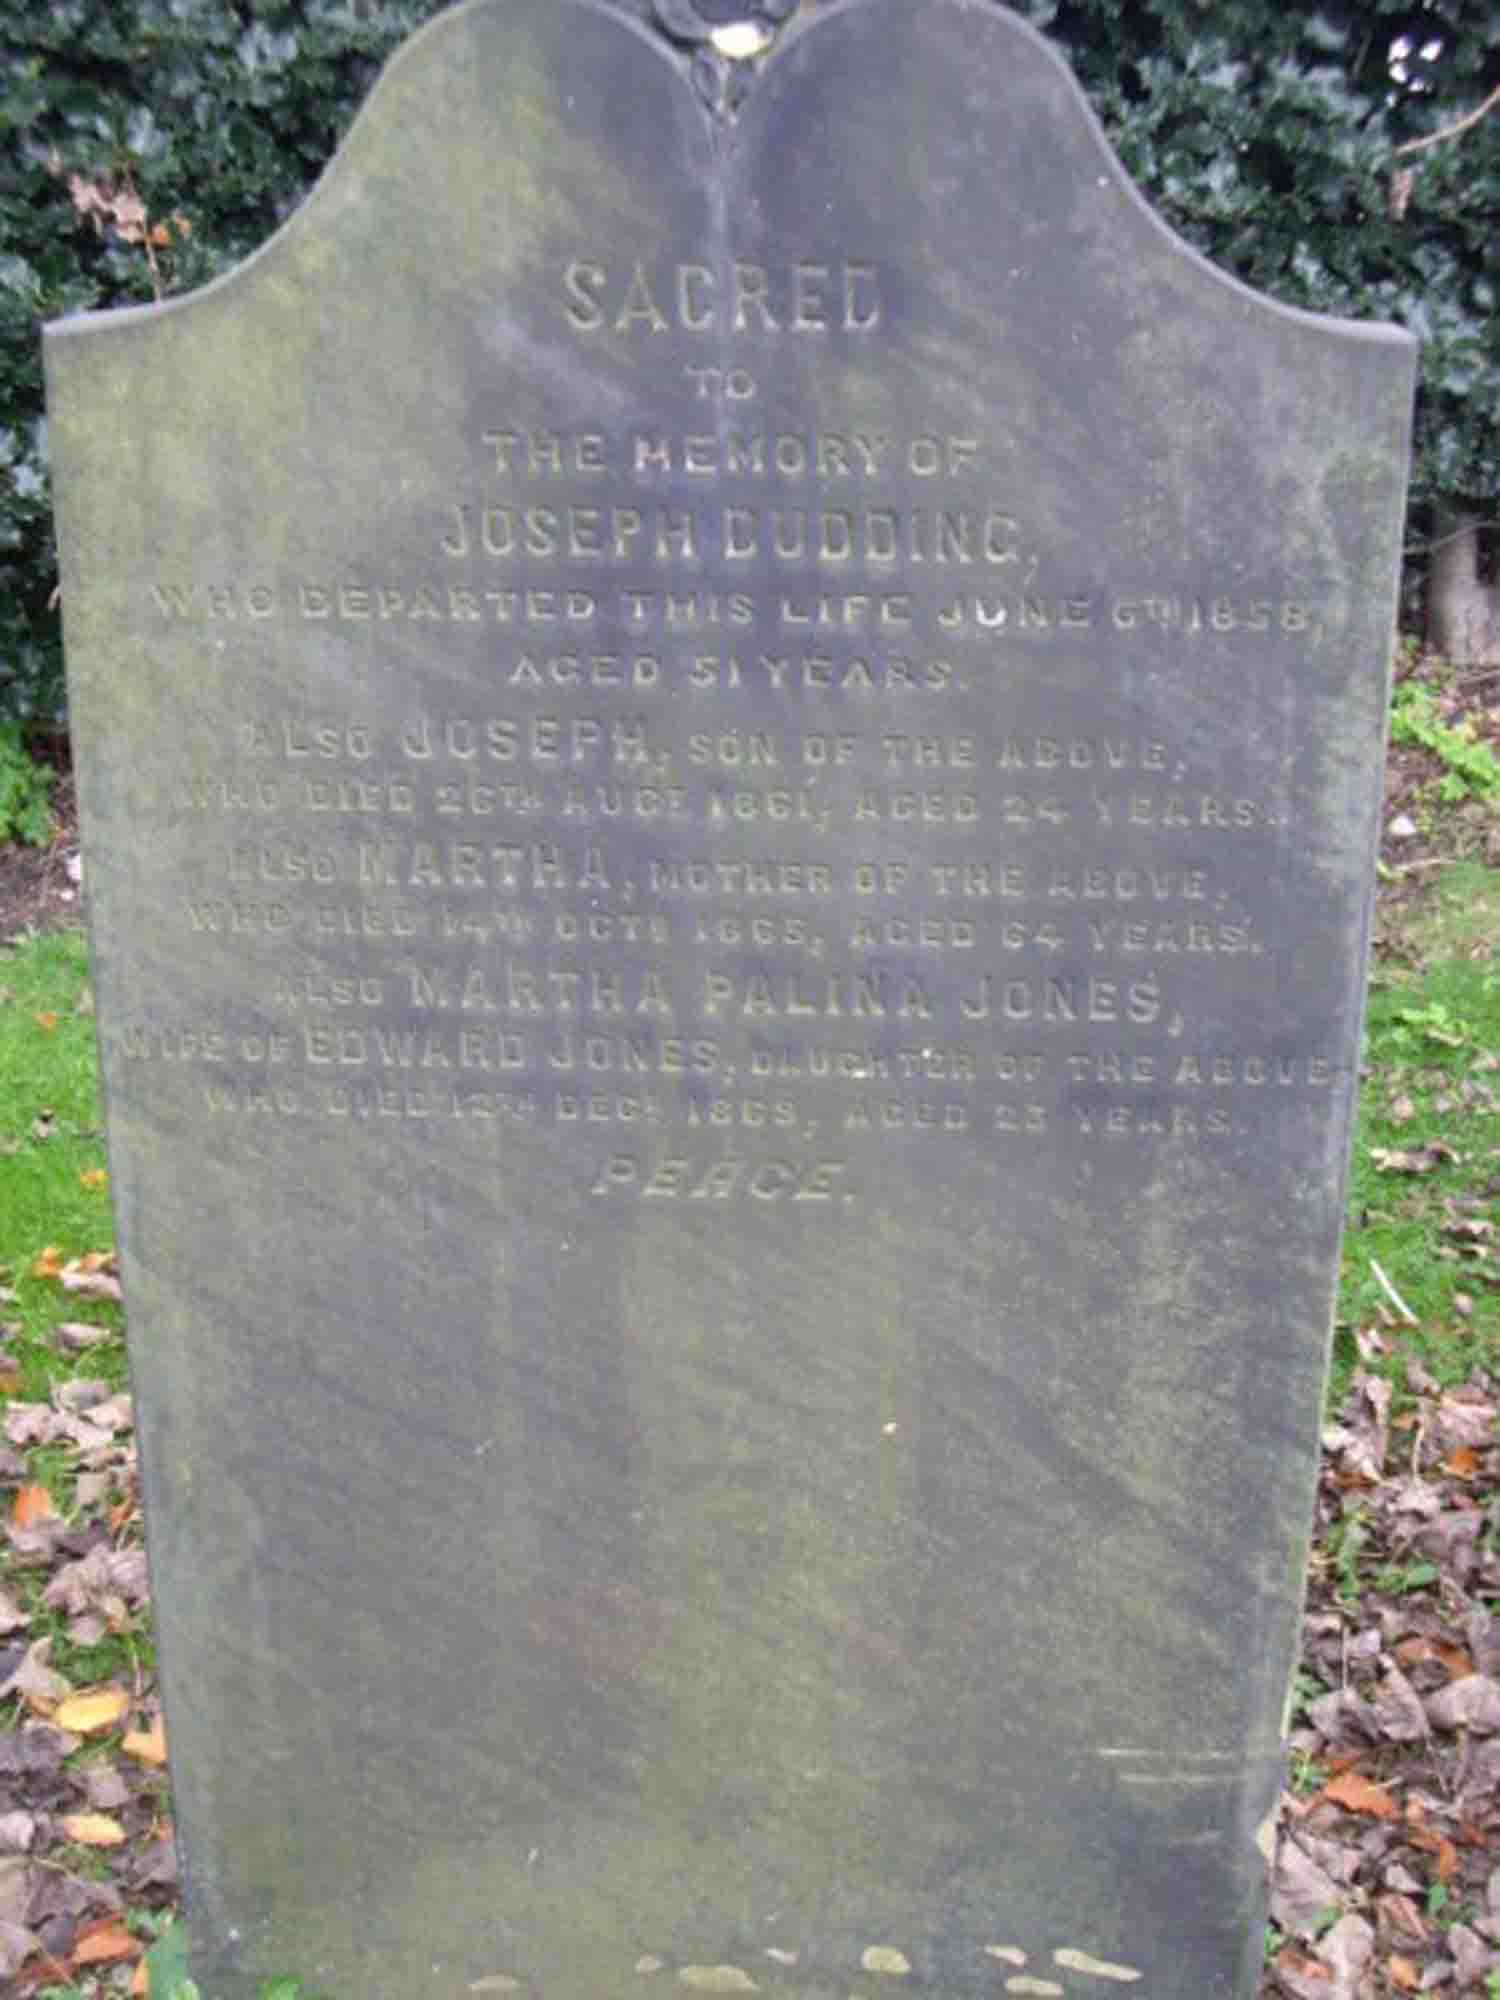 SACRED
TO
THE MEMORY OF
JOSEPH DUDDING,
WHO DEPARTED THIS LIFE JUNE 6TH 1858,
AGED 51 YEARS.
ALSO JOSEPH, SON OF THE ABOVE,
WHO DIED 26TH AUGT 1861, AGED 24 YEARS.
ALSO MARTHA, MOTHER OF THE ABOVE,
WHO DIED 14TH OCTR 1865, AGED 64 YEARS.
ALSO MARTHA PALINA JONES,
WIFE OF EDWARD JONES, DAUGHTER OF THE ABOVE
WHO DIED DECR AGED YEARS.
PEACE.